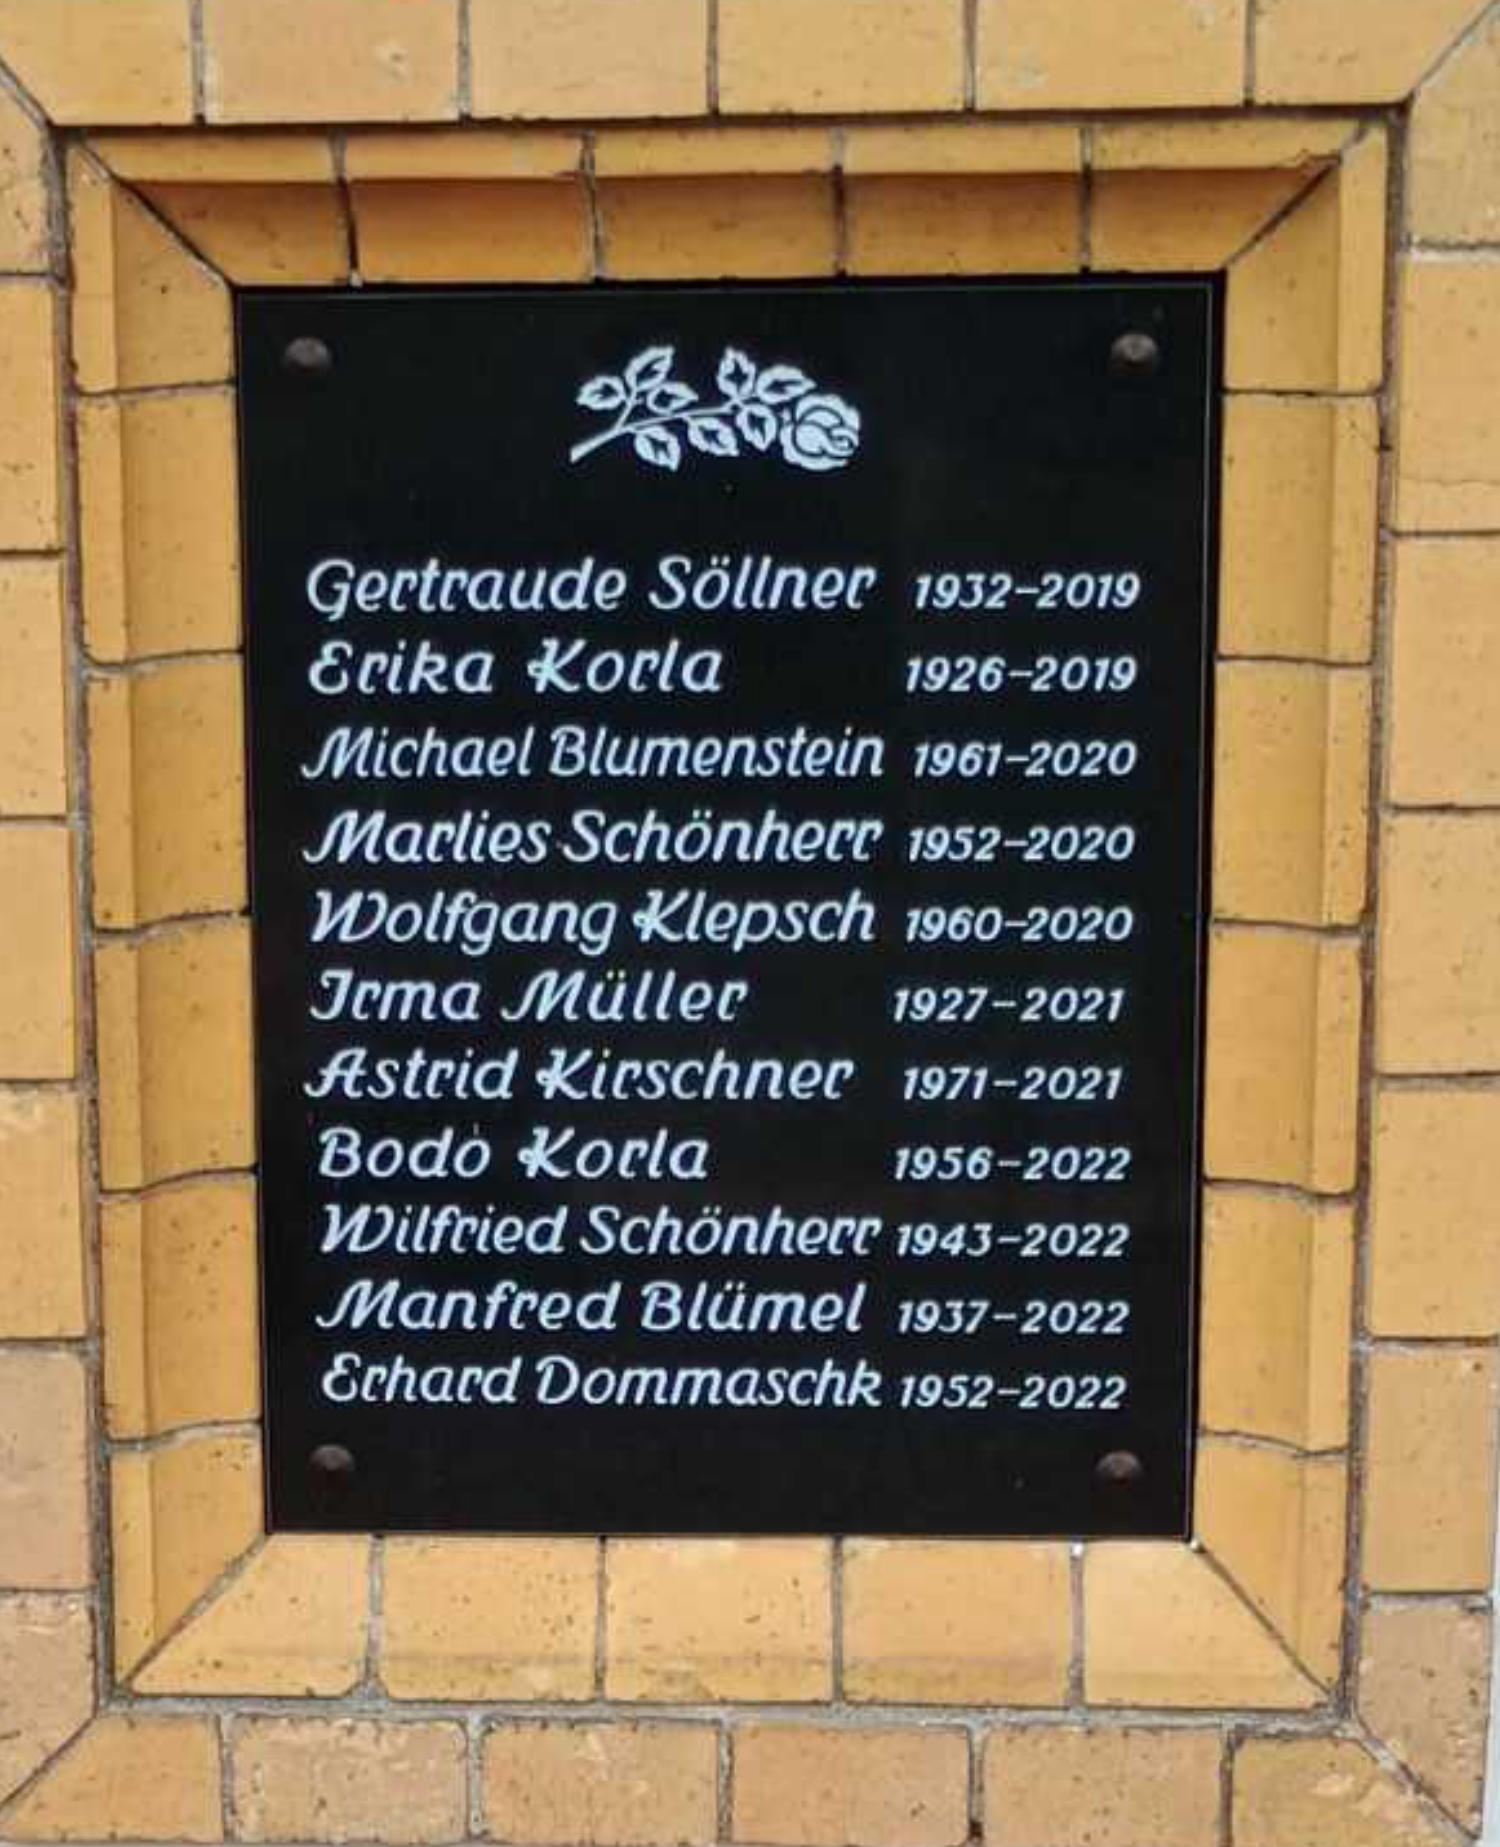 Gertraude Söllner 1932-2019
Erika Korla 1926-2019
Michael Blumenstein 1961-2020
Marlies Schönherr 1952-2020
Wolfgang Klepsch 1960-2020
Irma Müller 1927-2021
Astrid Kirschner 1971-2021
Bodo Korla 1956-2022
Wilfried Schönherr 1943-2022
Manfred Blümel 1937-2022
Erhard Dommaschk 1952-2022